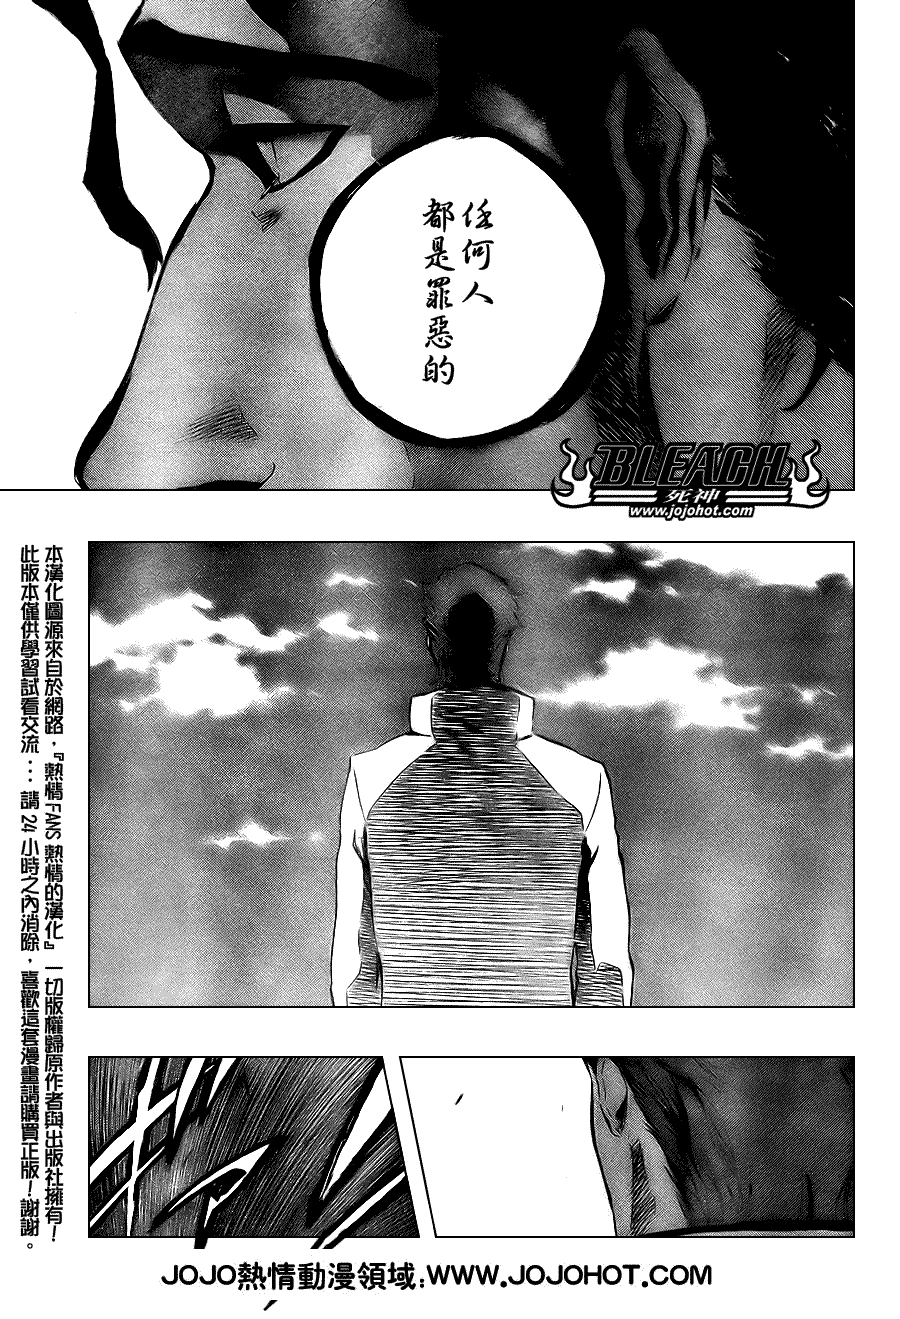 任何人
都是罪惡的
BLEACH
死神
www.jojohot.com
本漢化圖源來自於網路,『熱情FANS熱情的漢化』一切版權歸原作者與出版社擁有!
此版本僅供學習試看交流…請24小時之內消除,喜歡這套漫畫請購買正版!謝謝。
JOJO熱情動漫領域:WWW.JOJOHOT.COM